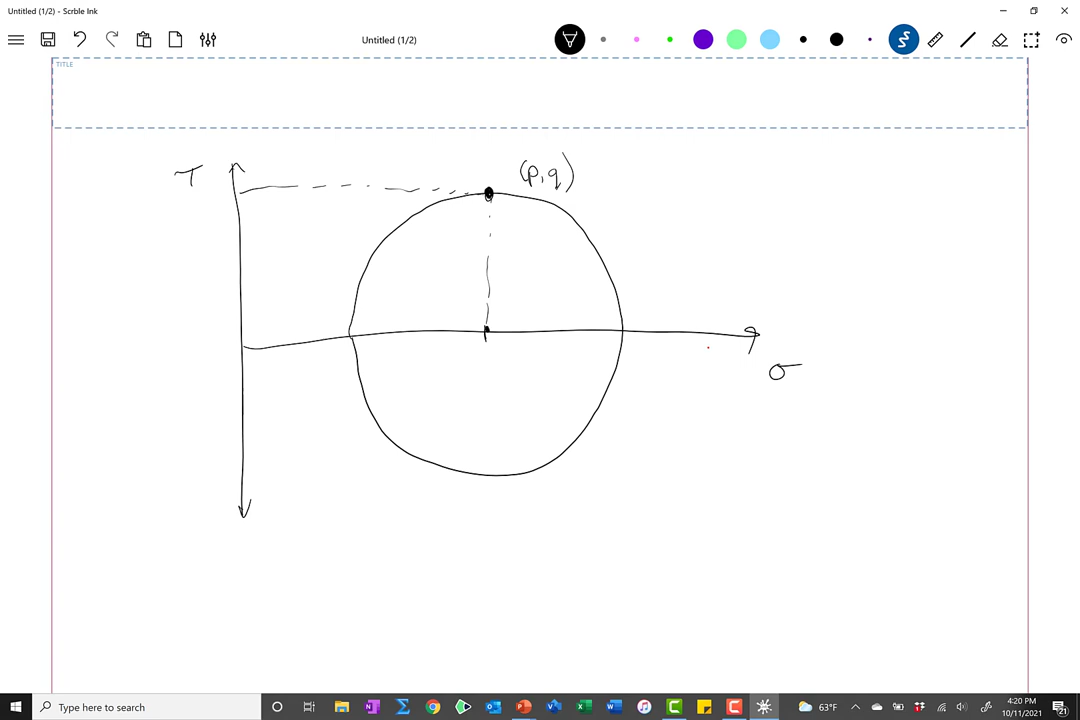 Untitled (1/2) - Scrble Ink
Untitled (1/2)
TITLE
τ
(p,q)
σ
Type here to search
63°F
4:20 PM
10/11/2021
21